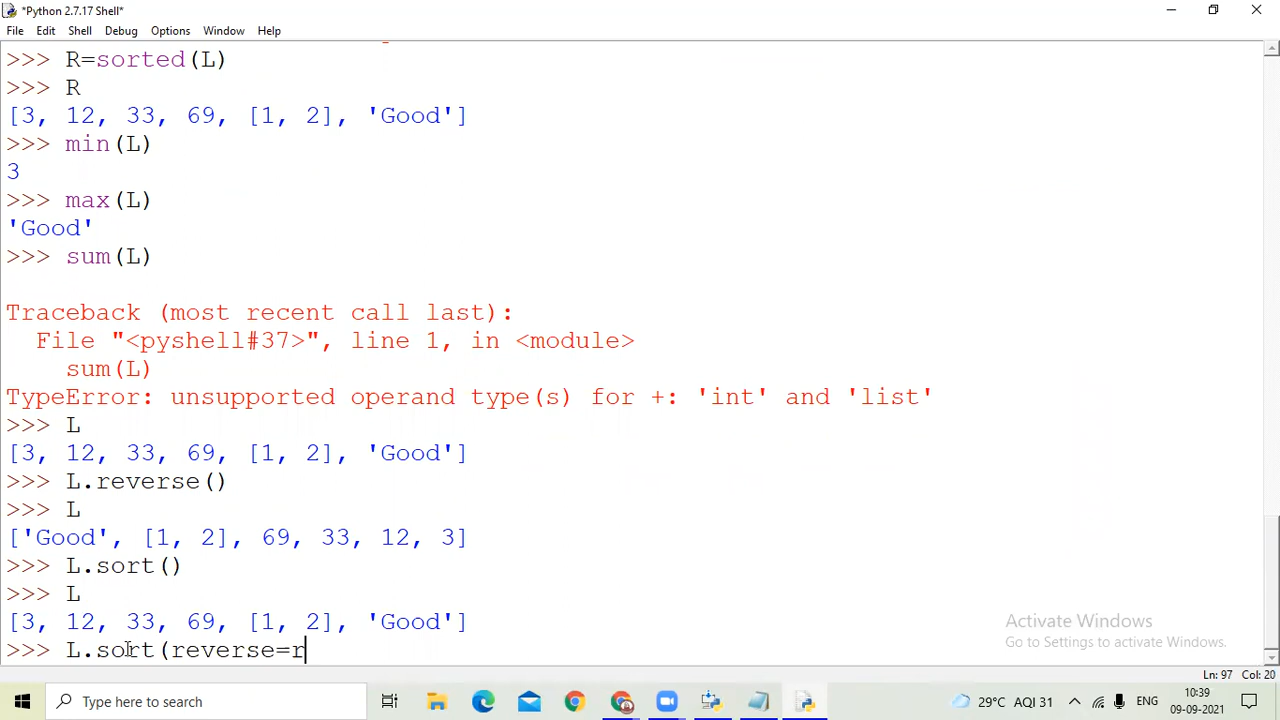 *Python 2.7.17 Shell*
File Edit Shell Debug Options Window Help
>>> R=sorted(L)
>>> R
[3, 12, 33, 69, [1, 2], 'Good']
>>> min(L)
3
>>> max(L)
'Good'
>>> sum(L)
Traceback (most recent call last):
  File "<pyshell#37>", line 1, in <module>
    sum(L)
TypeError: unsupported operand type(s) for +: 'int' and 'list'
>>> L
[3, 12, 33, 69, [1, 2], 'Good']
>>> L.reverse()
>>> L
['Good', [1, 2], 69, 33, 12, 3]
>>> L.sort()
>>> L
[3, 12, 33, 69, [1, 2], 'Good']
>>> L.sort(reverse=r
Activate Windows
Go to Settings to activate Windows.
Ln: 97 Col: 20
Type here to search
29°C AQI 31
ENG
10:39
09-09-2021